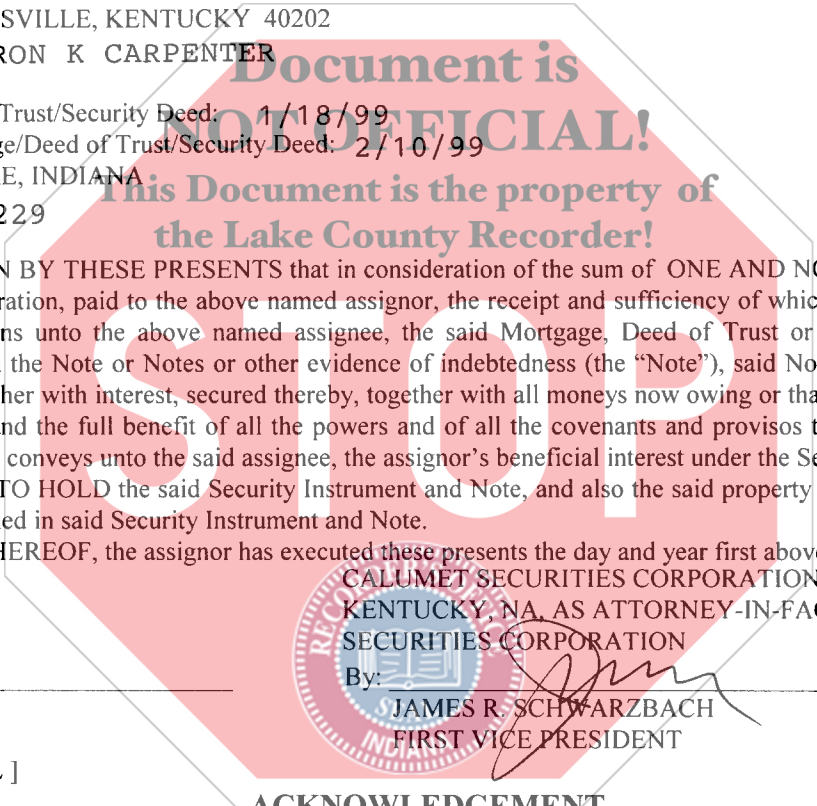 SVILLE, KENTUCKY 40202
RON K CARPENTER
Document is
Trust/Security Deed: 1/18/99
NOT OFFICIAL!
ge/Deed of Trust/Security Deed: 2/10/99
E, INDIANA
This Document is the property of
229
the Lake County Recorder!
N BY THESE PRESENTS that in consideration of the sum of ONE AND NO
ration, paid to the above named assignor, the receipt and sufficiency of whic
ns unto the above named assignee, the said Mortgage, Deed of Trust or
the Note or Notes or other evidence of indebtedness (the “Note”), said No
her with interest, secured thereby, together with all moneys now owing or tha
nd the full benefit of all the powers and of all the covenants and provisos t
conveys unto the said assignee, the assignor's beneficial interest under the Se
TO HOLD the said Security Instrument and Note, and also the said property
ed in said Security Instrument and Note.
HEREOF, the assignor has executed these presents the day and year first above
STOP
CALUMET SECURITIES CORPORATION
KENTUCKY, NA, AS ATTORNEY-IN-FAC
SECURITIES CORPORATION
By:
JAMES R. SCHWARZBACH
FIRST VICE PRESIDENT
RECORDER'S OFFICE
SEAL
INDIANA
]
ACKNOWLEDGEMENT